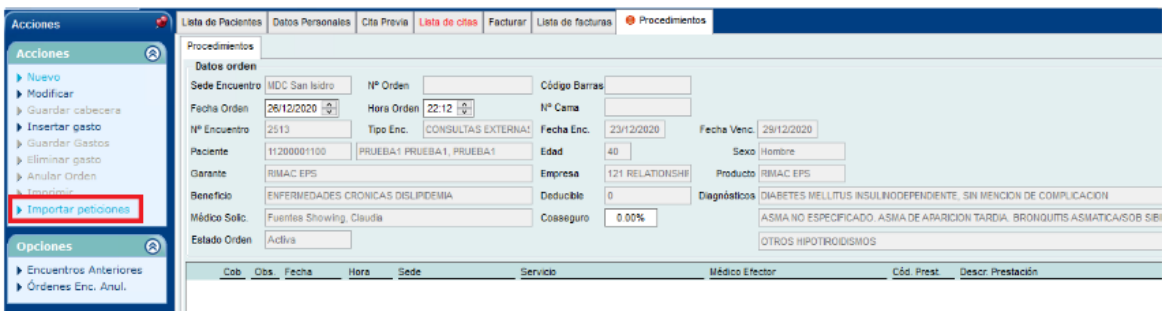 Acciones
Lista de Pacientes Datos Personales Cita Previa Lista de citas Facturar Lista de facturas Procedimientos
Acciones
Nuevo
Modificar
Guardar cabecera
Insertar gasto
Guardar Gastos
Eliminar gasto
Anular Orden
Imprimir
Importar peticiones
Opciones
Encuentros Anteriores
Órdenes Enc. Anul.
Procedimientos
Datos orden
Sede Encuentro MDC San Isidro Nº Orden Código Barras
Fecha Orden 26/12/2020 Hora Orden 22:12 Nº Cama
Nº Encuentro 2513 Tipo Enc. CONSULTAS EXTERNAS Fecha Enc. 23/12/2020 Fecha Venc. 29/12/2020
Paciente 11200001100 PRUEBA1 PRUEBA1, PRUEBA1 Edad 40 Sexo Hombre
Garante RIMAC EPS Empresa 121 RELATIONSHI Producto RIMAC EPS
Beneficio ENFERMEDADES CRONICAS DISLIPIDEMIA Deducible 0 Diagnósticos DIABETES MELLITUS INSULINODEPENDIENTE, SIN MENCION DE COMPLICACION
Médico Solic. Fuentes Showing, Claudia Coaseguro 0.00% ASMA NO ESPECIFICADO. ASMA DE APARICION TARDIA, BRONQUITIS ASMATICA/SOB SIBI
Estado Orden Activa OTROS HIPOTIROIDISMOS
Cob Obs. Fecha Hora Sede Servicio Médico Efector Cód. Prest. Descr. Prestación